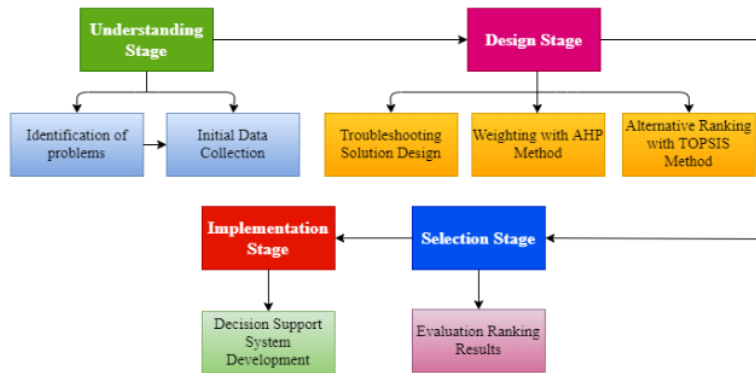 Understanding
Stage
Design Stage
Identification of
problems
Initial Data
Collection
Troubleshooting
Solution Design
Weighting with AHP
Method
Alternative Ranking
with TOPSIS
Method
Implementation
Stage
Selection Stage
Decision Support
System
Development
Evaluation Ranking
Results